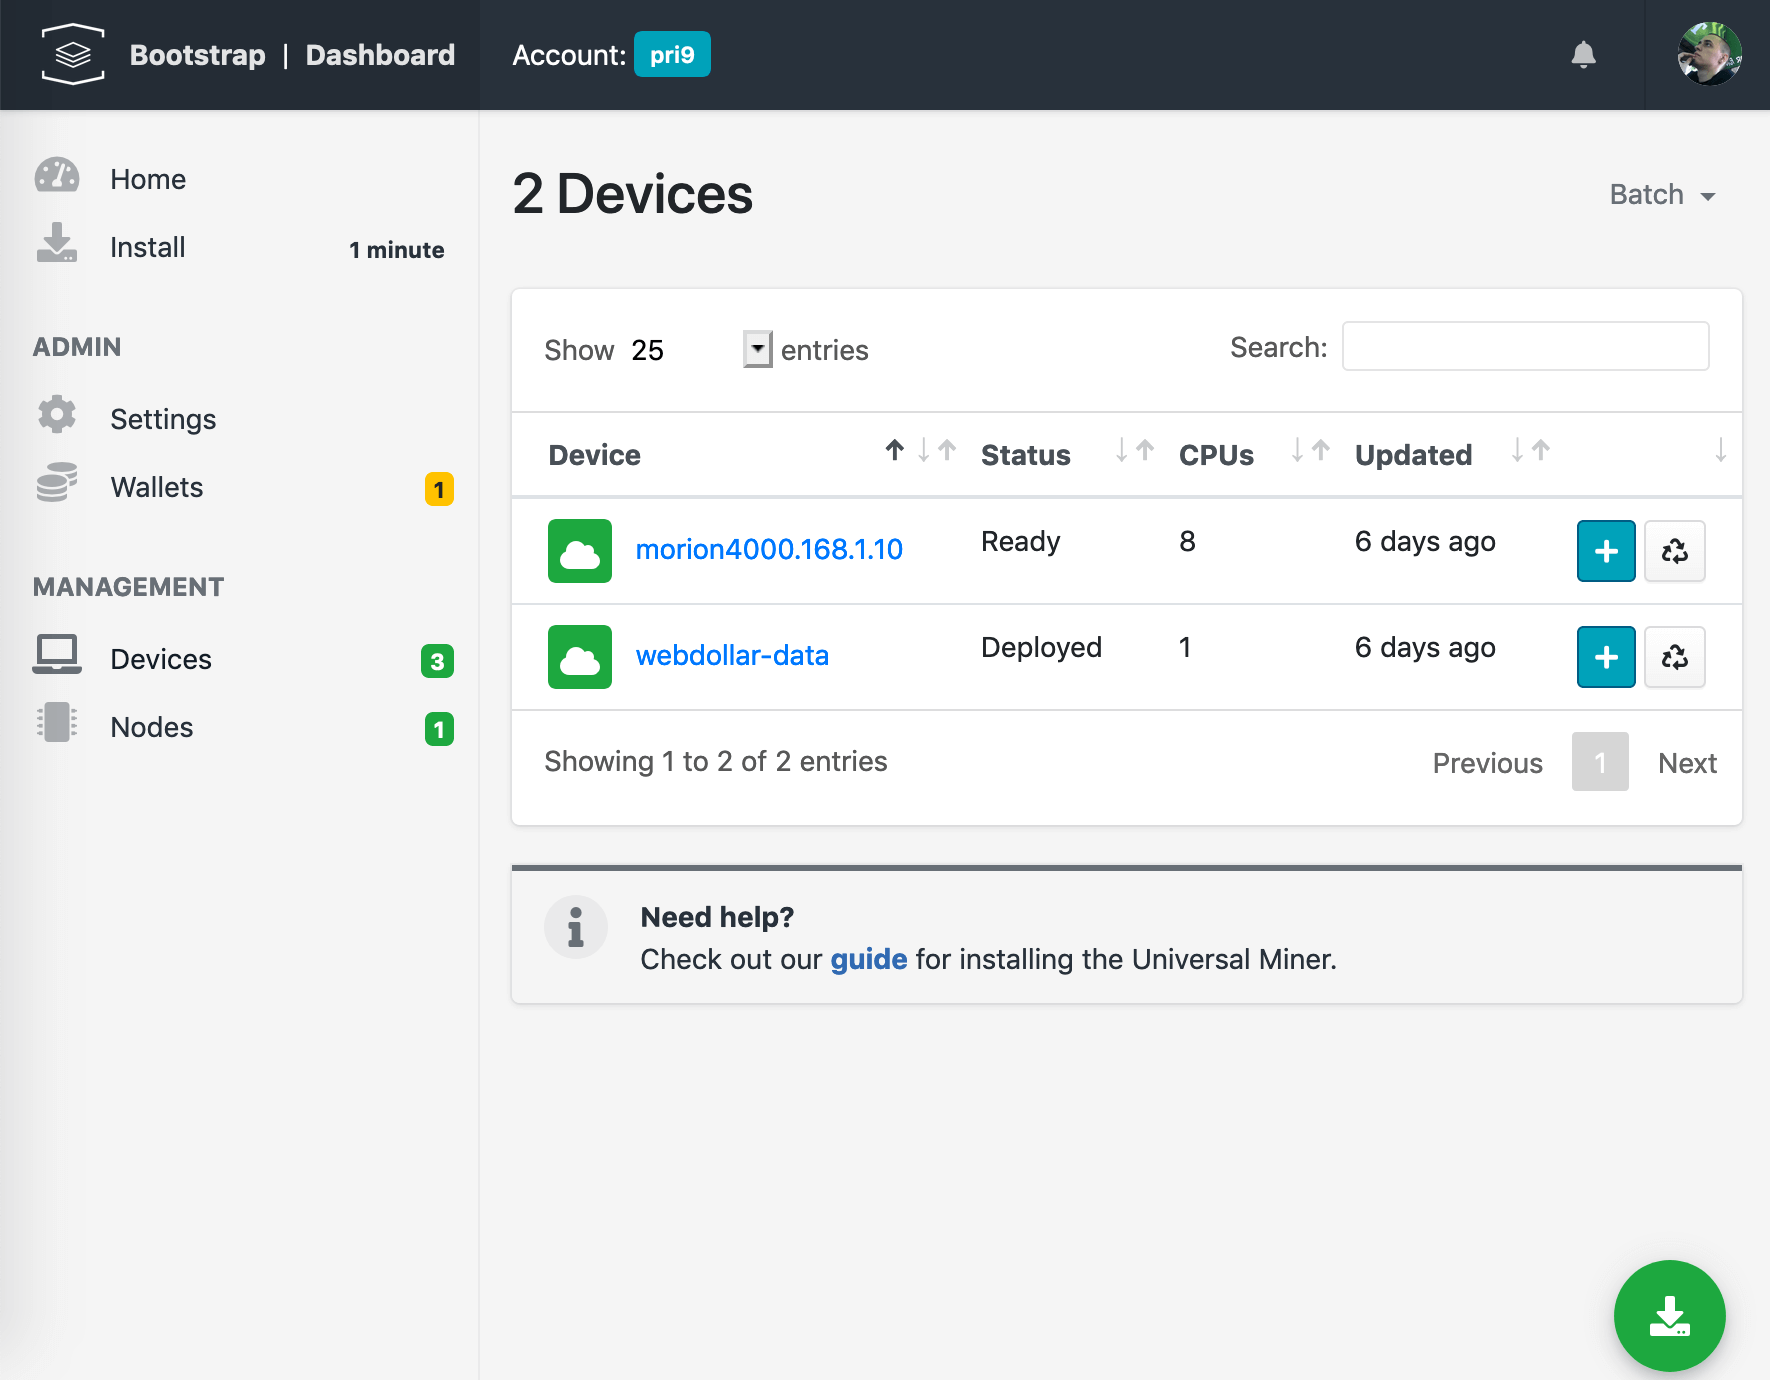 Bootstrap | Dashboard
Account: pri9
Home
Install 1 minute
ADMIN
Settings
Wallets 1
MANAGEMENT
Devices 3
Nodes 1
2 Devices
Batch
Show 25 entries
Search:
Device Status CPUs Updated
morion4000.168.1.10 Ready 8 6 days ago
webdollar-data Deployed 1 6 days ago
Showing 1 to 2 of 2 entries
Previous 1 Next
Need help?
Check out our guide for installing the Universal Miner.